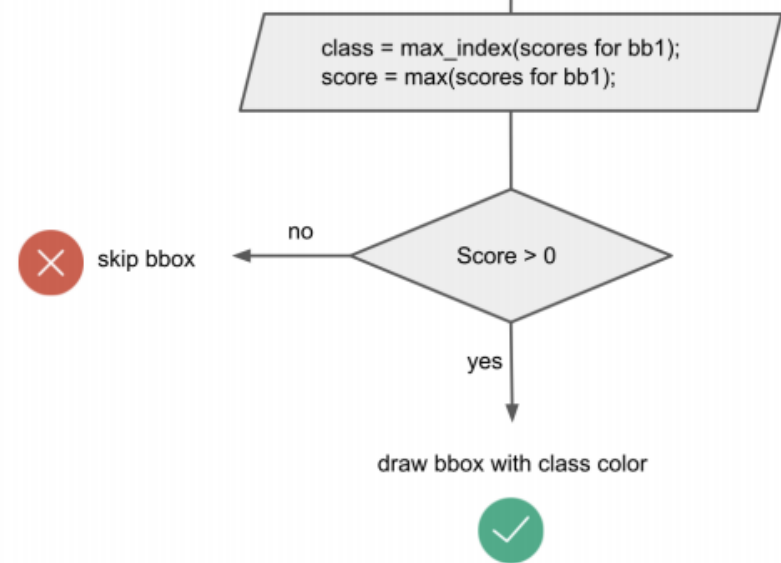 class = max_index(scores for bb1);
score = max(scores for bb1);
Score > 0
no
skip bbox
yes
draw bbox with class color